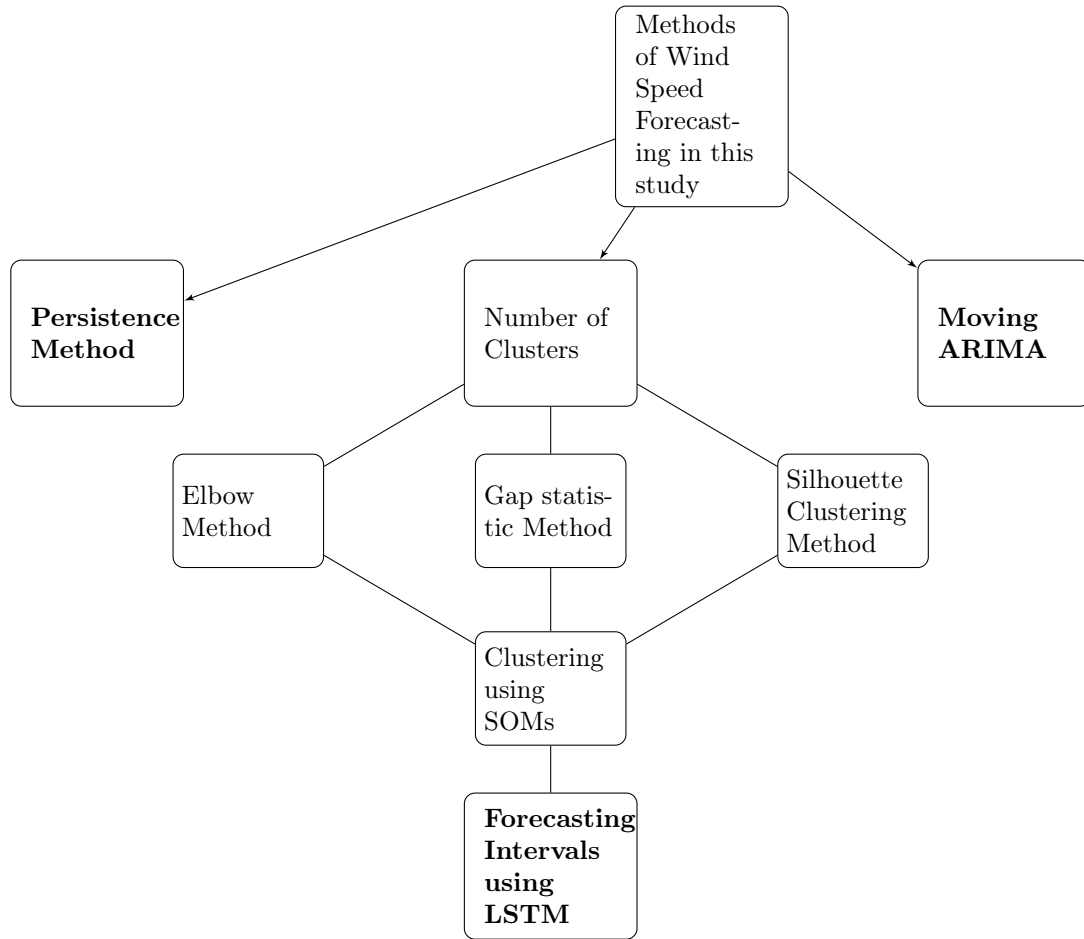 Methods
of Wind
Speed
Forecast-
ing in this
study
Persistence
Method
Number of
Clusters
Moving
ARIMA
Elbow
Method
Gap statis-
tic Method
Silhouette
Clustering
Method
Clustering
using
SOMs
Forecasting
Intervals
using
LSTM